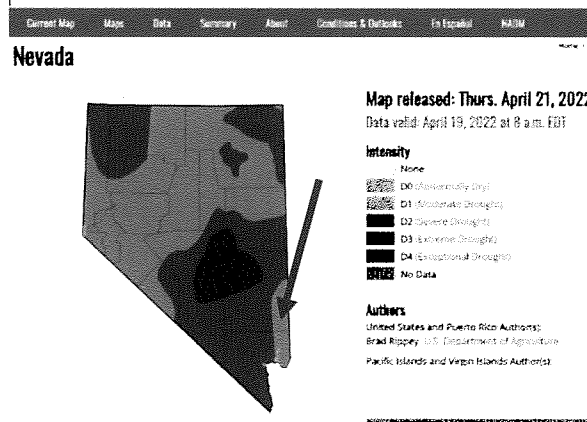 Current Map Maps Data Summary About Conditions & Outlooks En Español NADM
Home
Nevada
Map released: Thurs. April 21, 2022
Data valid: April 19, 2022 at 8 a.m. EDT
Intensity
None
D0 (Abnormally Dry)
D1 (Moderate Drought)
D2 (Severe Drought)
D3 (Extreme Drought)
D4 (Exceptional Drought)
No Data
Authors
United States and Puerto Rico Author(s):
Brad Rippey, U.S. Department of Agriculture
Pacific Islands and Virgin Islands Author(s):